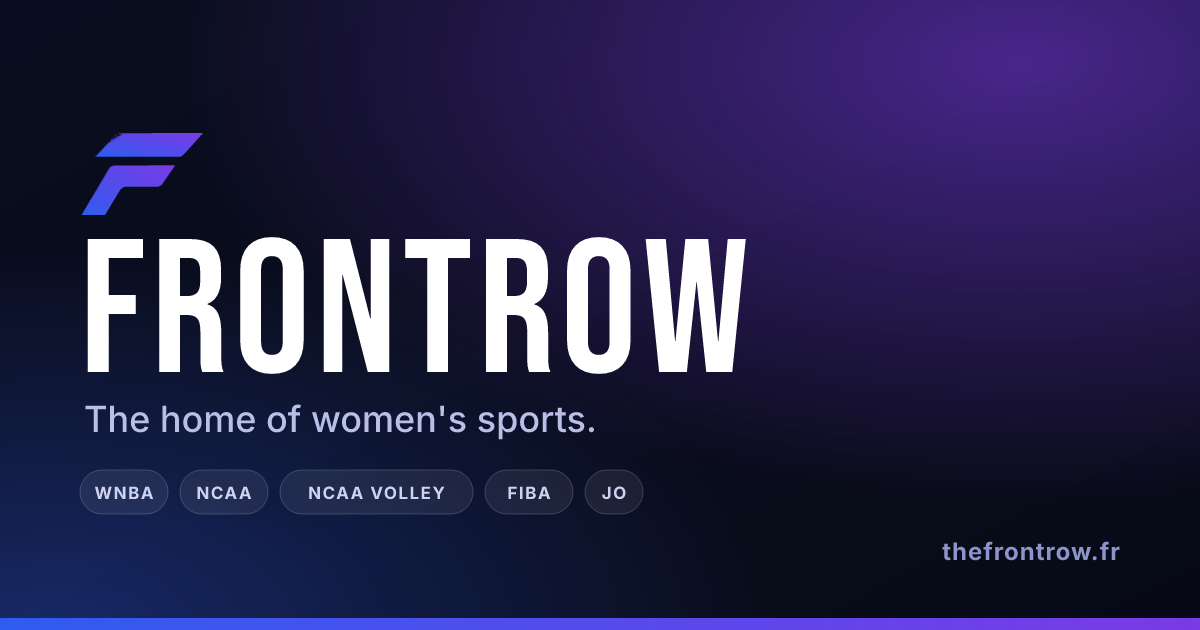 FRONTROW
The home of women's sports.
WNBA NCAA NCAA VOLLEY FIBA JO
thefrontrow.fr